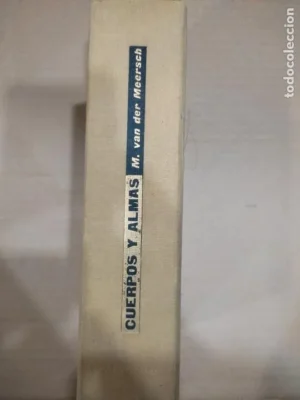 CUERPOS Y ALMAS
M. van der Meersch
todocoleccion